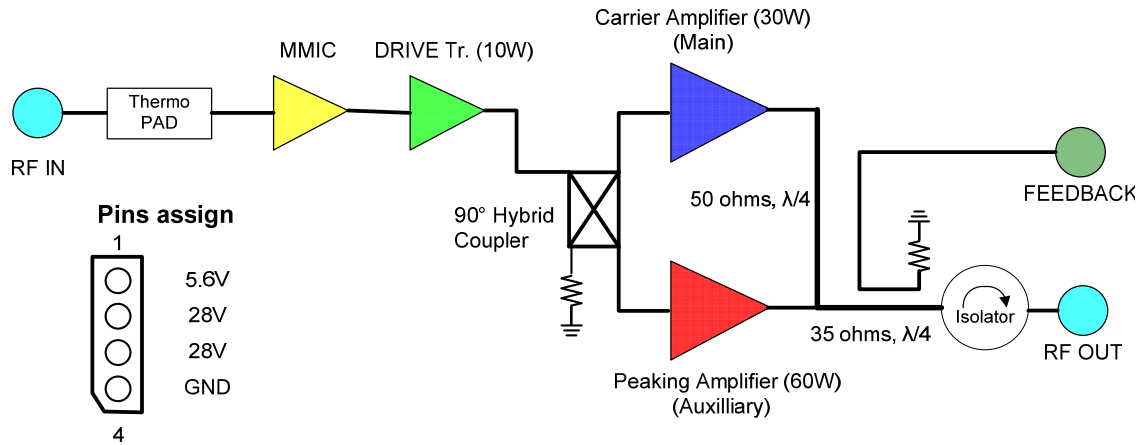 Carrier Amplifier (30W)
(Main)
MMIC
DRIVE Tr. (10W)
Thermo
PAD
RF IN
50 ohms, λ/4
FEEDBACK
Pins assign
90° Hybrid
Coupler
1
5.6V
28V
28V
GND
4
Isolator
35 ohms, λ/4
RF OUT
Peaking Amplifier (60W)
(Auxilliary)